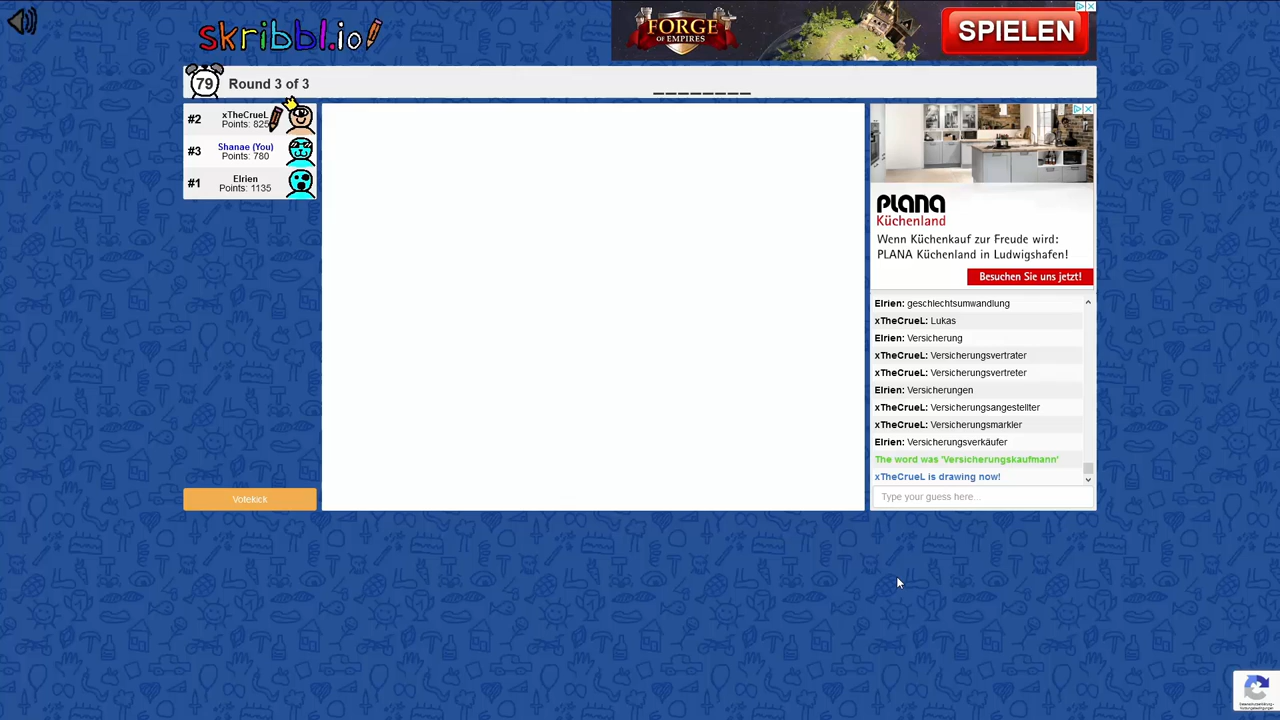 skribbl.io
FORGE
OF EMPIRES
SPIELEN
79
Round 3 of 3
________
#2
xTheCrueL
Points: 825
#3
Shanae (You)
Points: 780
#1
Elrien
Points: 1135
Votekick
PLANA
Küchenland
Wenn Küchenkauf zur Freude wird:
PLANA Küchenland in Ludwigshafen!
Besuchen Sie uns jetzt!
Elrien: geschlechtsumwandlung
xTheCrueL: Lukas
Elrien: Versicherung
xTheCrueL: Versicherungsvertrater
xTheCrueL: Versicherungsvertreter
Elrien: Versicherungen
xTheCrueL: Versicherungsangestellter
xTheCrueL: Versicherungsmarkler
Elrien: Versicherungsverkäufer
The word was 'Versicherungskaufmann'
xTheCrueL is drawing now!
Type your guess here...